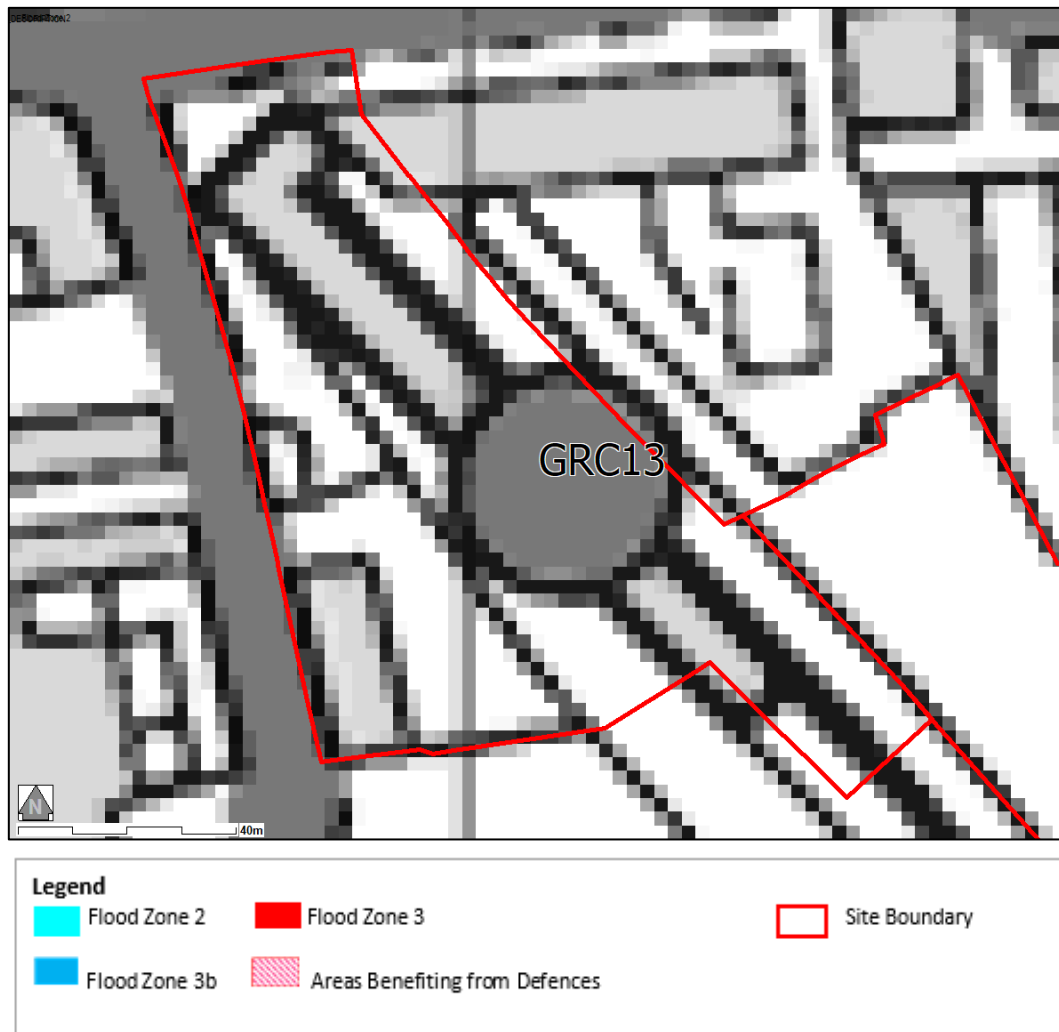 GRC13
N
40m
Legend
Flood Zone 2
Flood Zone 3
Site Boundary
Flood Zone 3b
Areas Benefiting from Defences